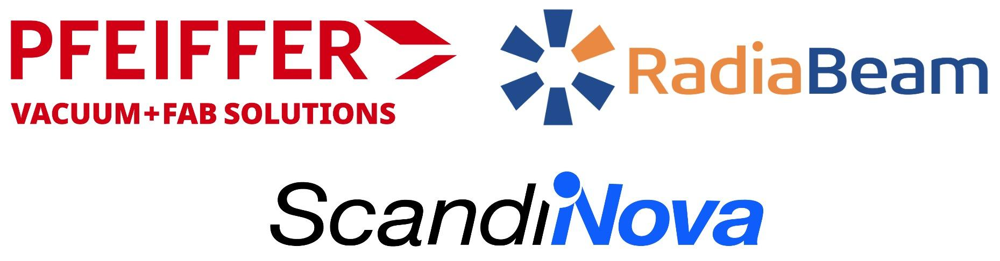 PFEIFFER
VACUUM+FAB SOLUTIONS
RadiaBeam
ScandiNova